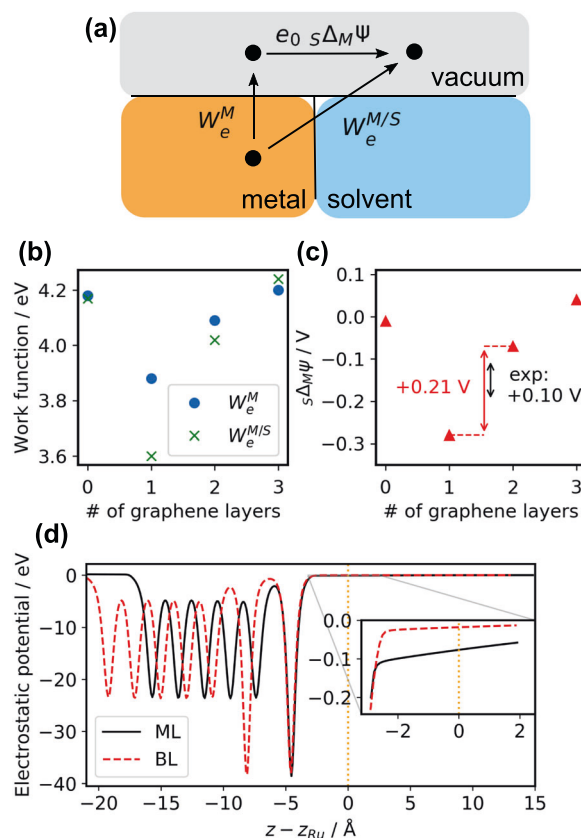 (a)
e₀ ₛΔ_Mψ
vacuum
W_e^M
W_e^{M/S}
metal
solvent
(b)
Work function / eV
4.2
4.0
3.8
3.6
W_e^M
W_e^{M/S}
0 1 2 3
# of graphene layers
(c)
ₛΔ_Mψ / V
0.1
0.0
−0.1
−0.2
−0.3
+0.21 V
exp:
+0.10 V
0 1 2 3
# of graphene layers
(d)
Electrostatic potential / eV
0
−10
−20
−30
−40
ML
BL
0.0
−0.1
−0.2
−2 0 2
−20 −15 −10 −5 0 5 10 15
z − z_Ru / Å